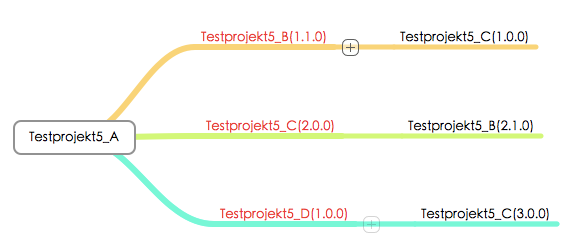 Testprojekt5_B(1.1.0) Testprojekt5_C(1.0.0)
Testprojekt5_A
Testprojekt5_C(2.0.0) Testprojekt5_B(2.1.0)
Testprojekt5_D(1.0.0) Testprojekt5_C(3.0.0)